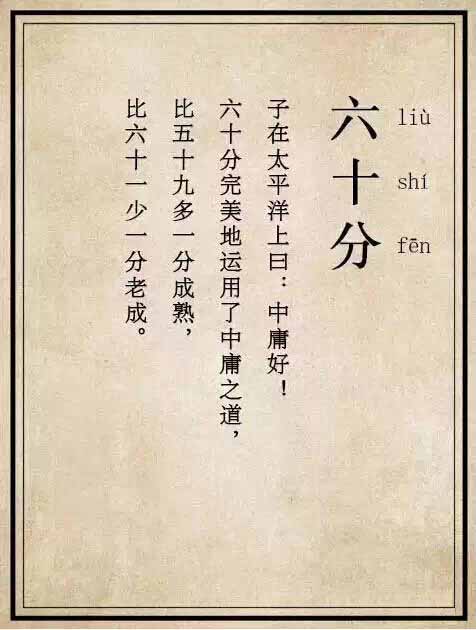 六十分
liù
shí
fēn
子在太平洋上曰：中庸好！
六十分完美地运用了中庸之道，
比五十九多一分成熟，
比六十一少一分老成。